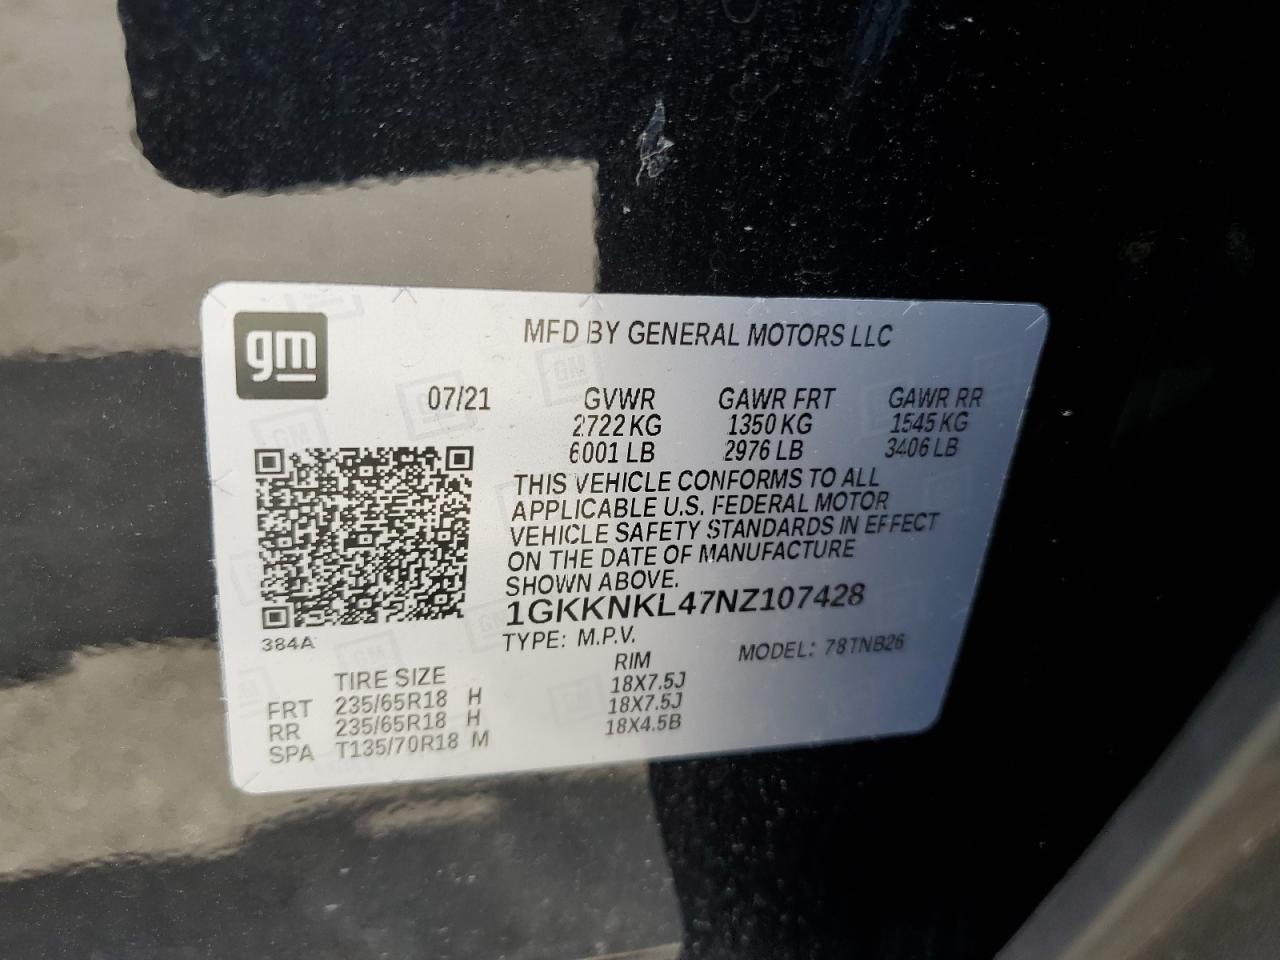 gm
MFD BY GENERAL MOTORS LLC
07/21 GVWR GAWR FRT GAWR RR
2722 KG 1350 KG 1545 KG
6001 LB 2976 LB 3406 LB
THIS VEHICLE CONFORMS TO ALL
APPLICABLE U.S. FEDERAL MOTOR
VEHICLE SAFETY STANDARDS IN EFFECT
ON THE DATE OF MANUFACTURE
SHOWN ABOVE.
1GKKNKL47NZ107428
384A
TYPE: M.P.V. MODEL: 78TNB26
TIRE SIZE RIM
FRT 235/65R18 H 18X7.5J
RR 235/65R18 H 18X7.5J
SPA T135/70R18 M 18X4.5B